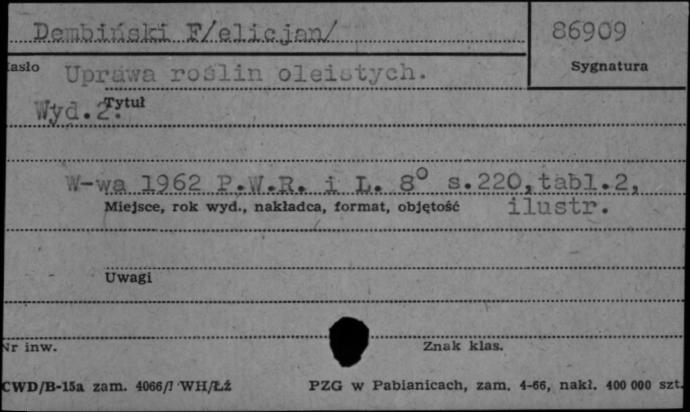 Dembiński F/elicjan/
86909
Sygnatura
asło
Uprawa roślin oleistych.
Tytuł
Wyd.2.
W-wa 1962 P.W.R. i L. 8° s.220,tabl.2,
Miejsce, rok wyd., nakładca, format, objętość
ilustr.
Uwagi
Nr inw.
Znak klas.
CWD/B-15a zam. 4066/ WH/Łż
PZG w Pabianicach, zam. 4-66, nakł. 400 000 szt.